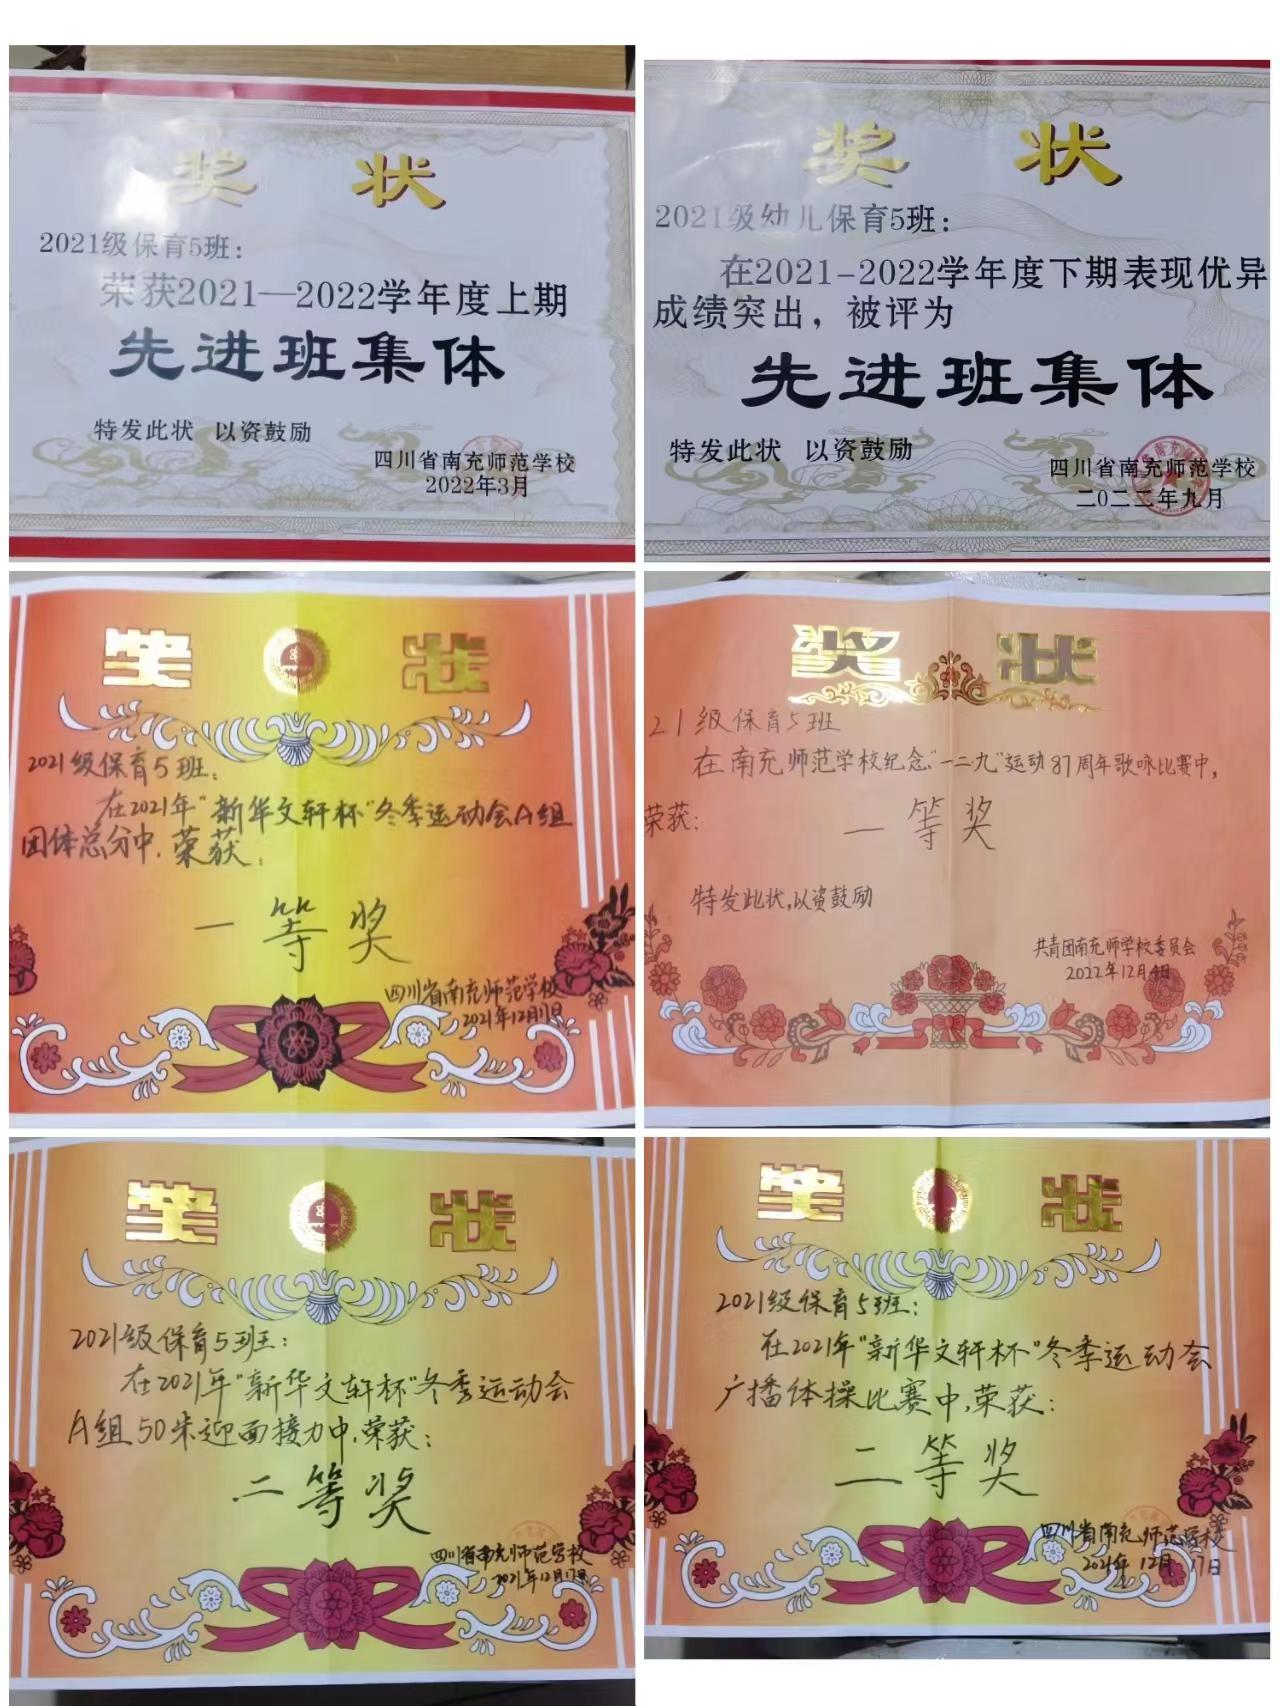 奖 状
2021级保育5班：
荣获2021—2022学年度上期
先进班集体
特发此状 以资鼓励
四川省南充师范学校
2022年3月
奖 状
2021级幼儿保育5班：
在2021-2022学年度下期表现优异
成绩突出，被评为
先进班集体
特发此状 以资鼓励
四川省南充师范学校
二0二二年九月
奖 状
2021级保育5班：
在2021年"新华文轩杯"冬季运动会A组
团体总分中，荣获：
一等奖
四川省南充师范学校
2021年12月
奖 状
21级保育5班
在南充师范学校纪念"一二九"运动87周年歌咏比赛中，
荣获：
一等奖
特发此状，以资鼓励
共青团南充师学校委员会
2022年12月4日
奖 状
2021级保育5班：
在2021年"新华文轩杯"冬季运动会
A组50米迎面接力中，荣获：
二等奖
四川省南充师范学校
2021年12月17日
奖 状
2021级保育5班：
在2021年"新华文轩杯"冬季运动会
广播体操比赛中，荣获：
二等奖
四川省南充师范学校
2021年12月17日